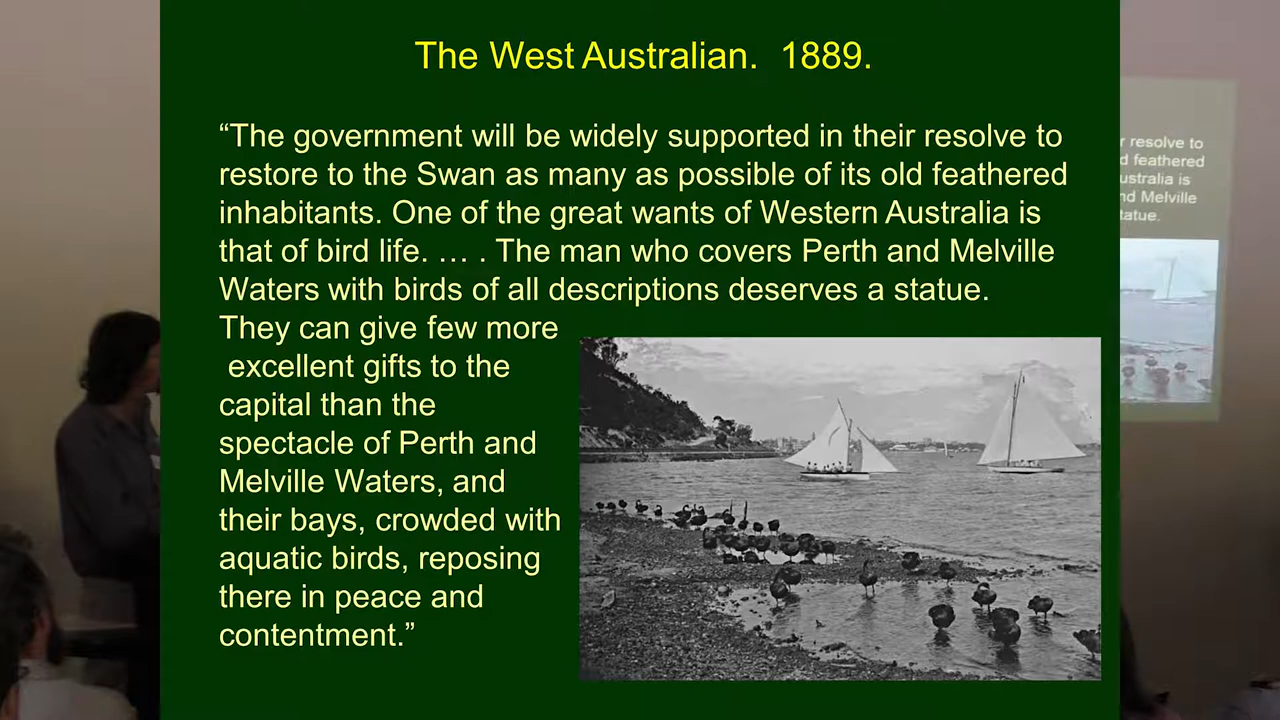 The West Australian.  1889.
“The government will be widely supported in their resolve to
restore to the Swan as many as possible of its old feathered
inhabitants. One of the great wants of Western Australia is
that of bird life. … . The man who covers Perth and Melville
Waters with birds of all descriptions deserves a statue.
They can give few more
excellent gifts to the
capital than the
spectacle of Perth and
Melville Waters, and
their bays, crowded with
aquatic birds, reposing
there in peace and
contentment.”
r resolve to
d feathered
ustralia is
nd Melville
tatue.